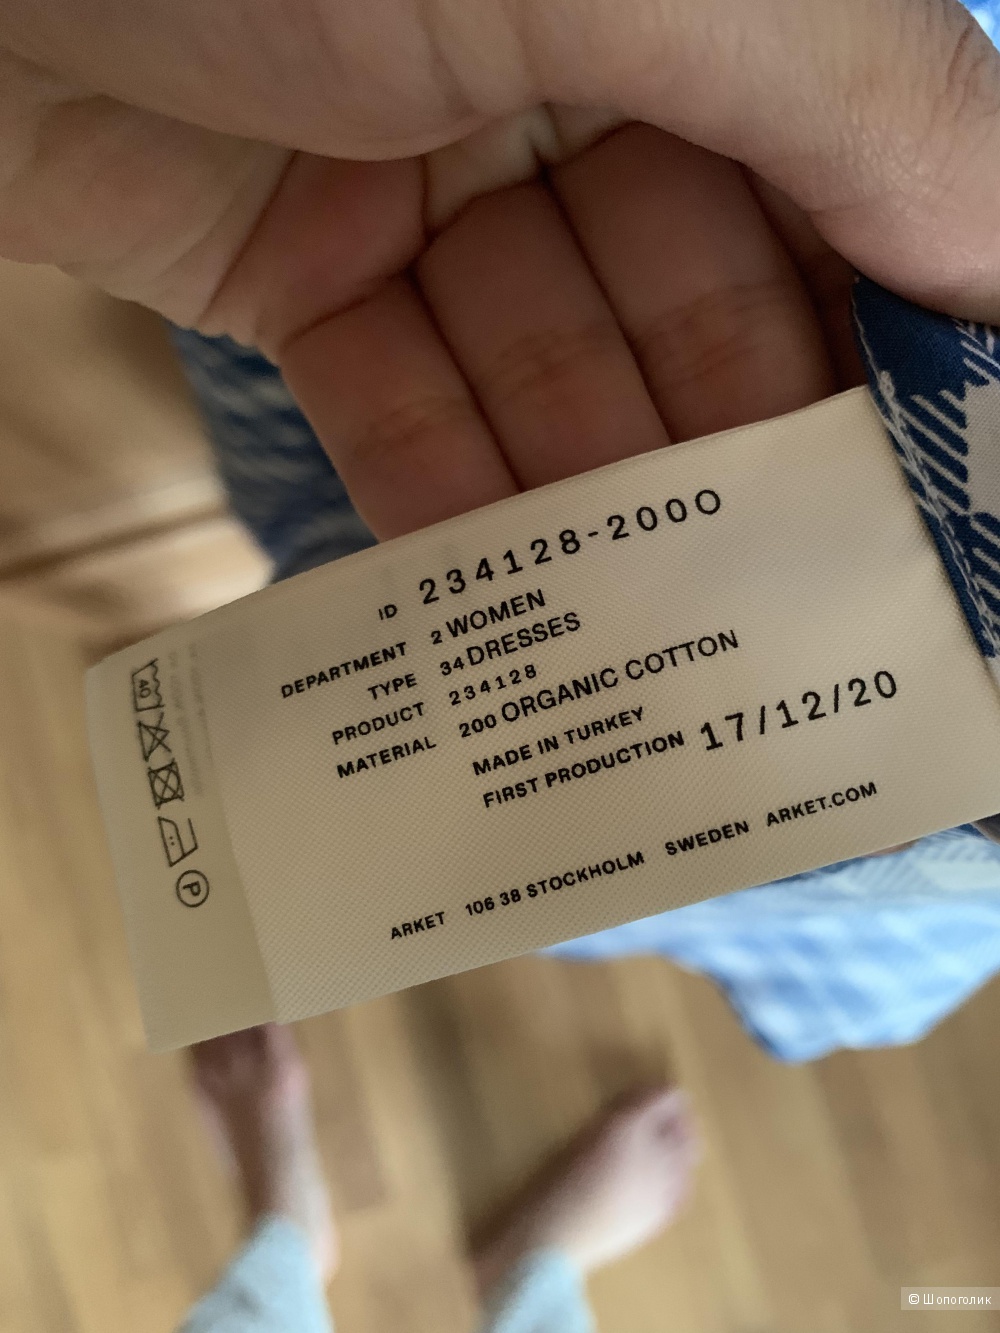 ID 234128-2000
DEPARTMENT 2 WOMEN
TYPE 34 DRESSES
PRODUCT 234128
MATERIAL 200 ORGANIC COTTON
MADE IN TURKEY
FIRST PRODUCTION 17/12/20
ARKET 106 38 STOCKHOLM SWEDEN ARKET.COM
40
P
© Шопоголик